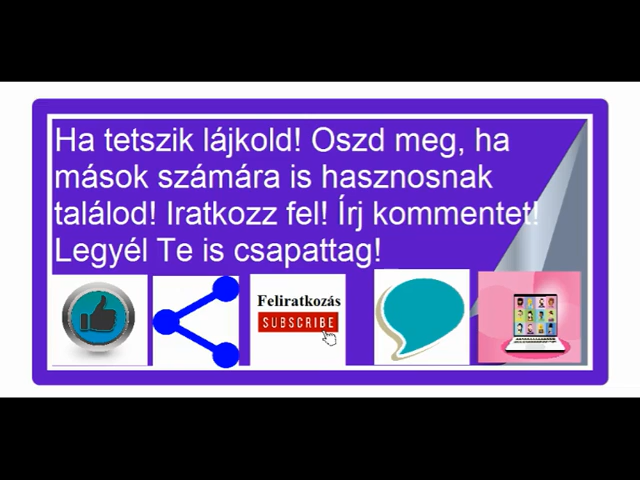 Ha tetszik lájkold! Oszd meg, ha
mások számára is hasznosnak
találod! Iratkozz fel! Írj kommentet!
Legyél Te is csapattag!
Feliratkozás
SUBSCRIBE